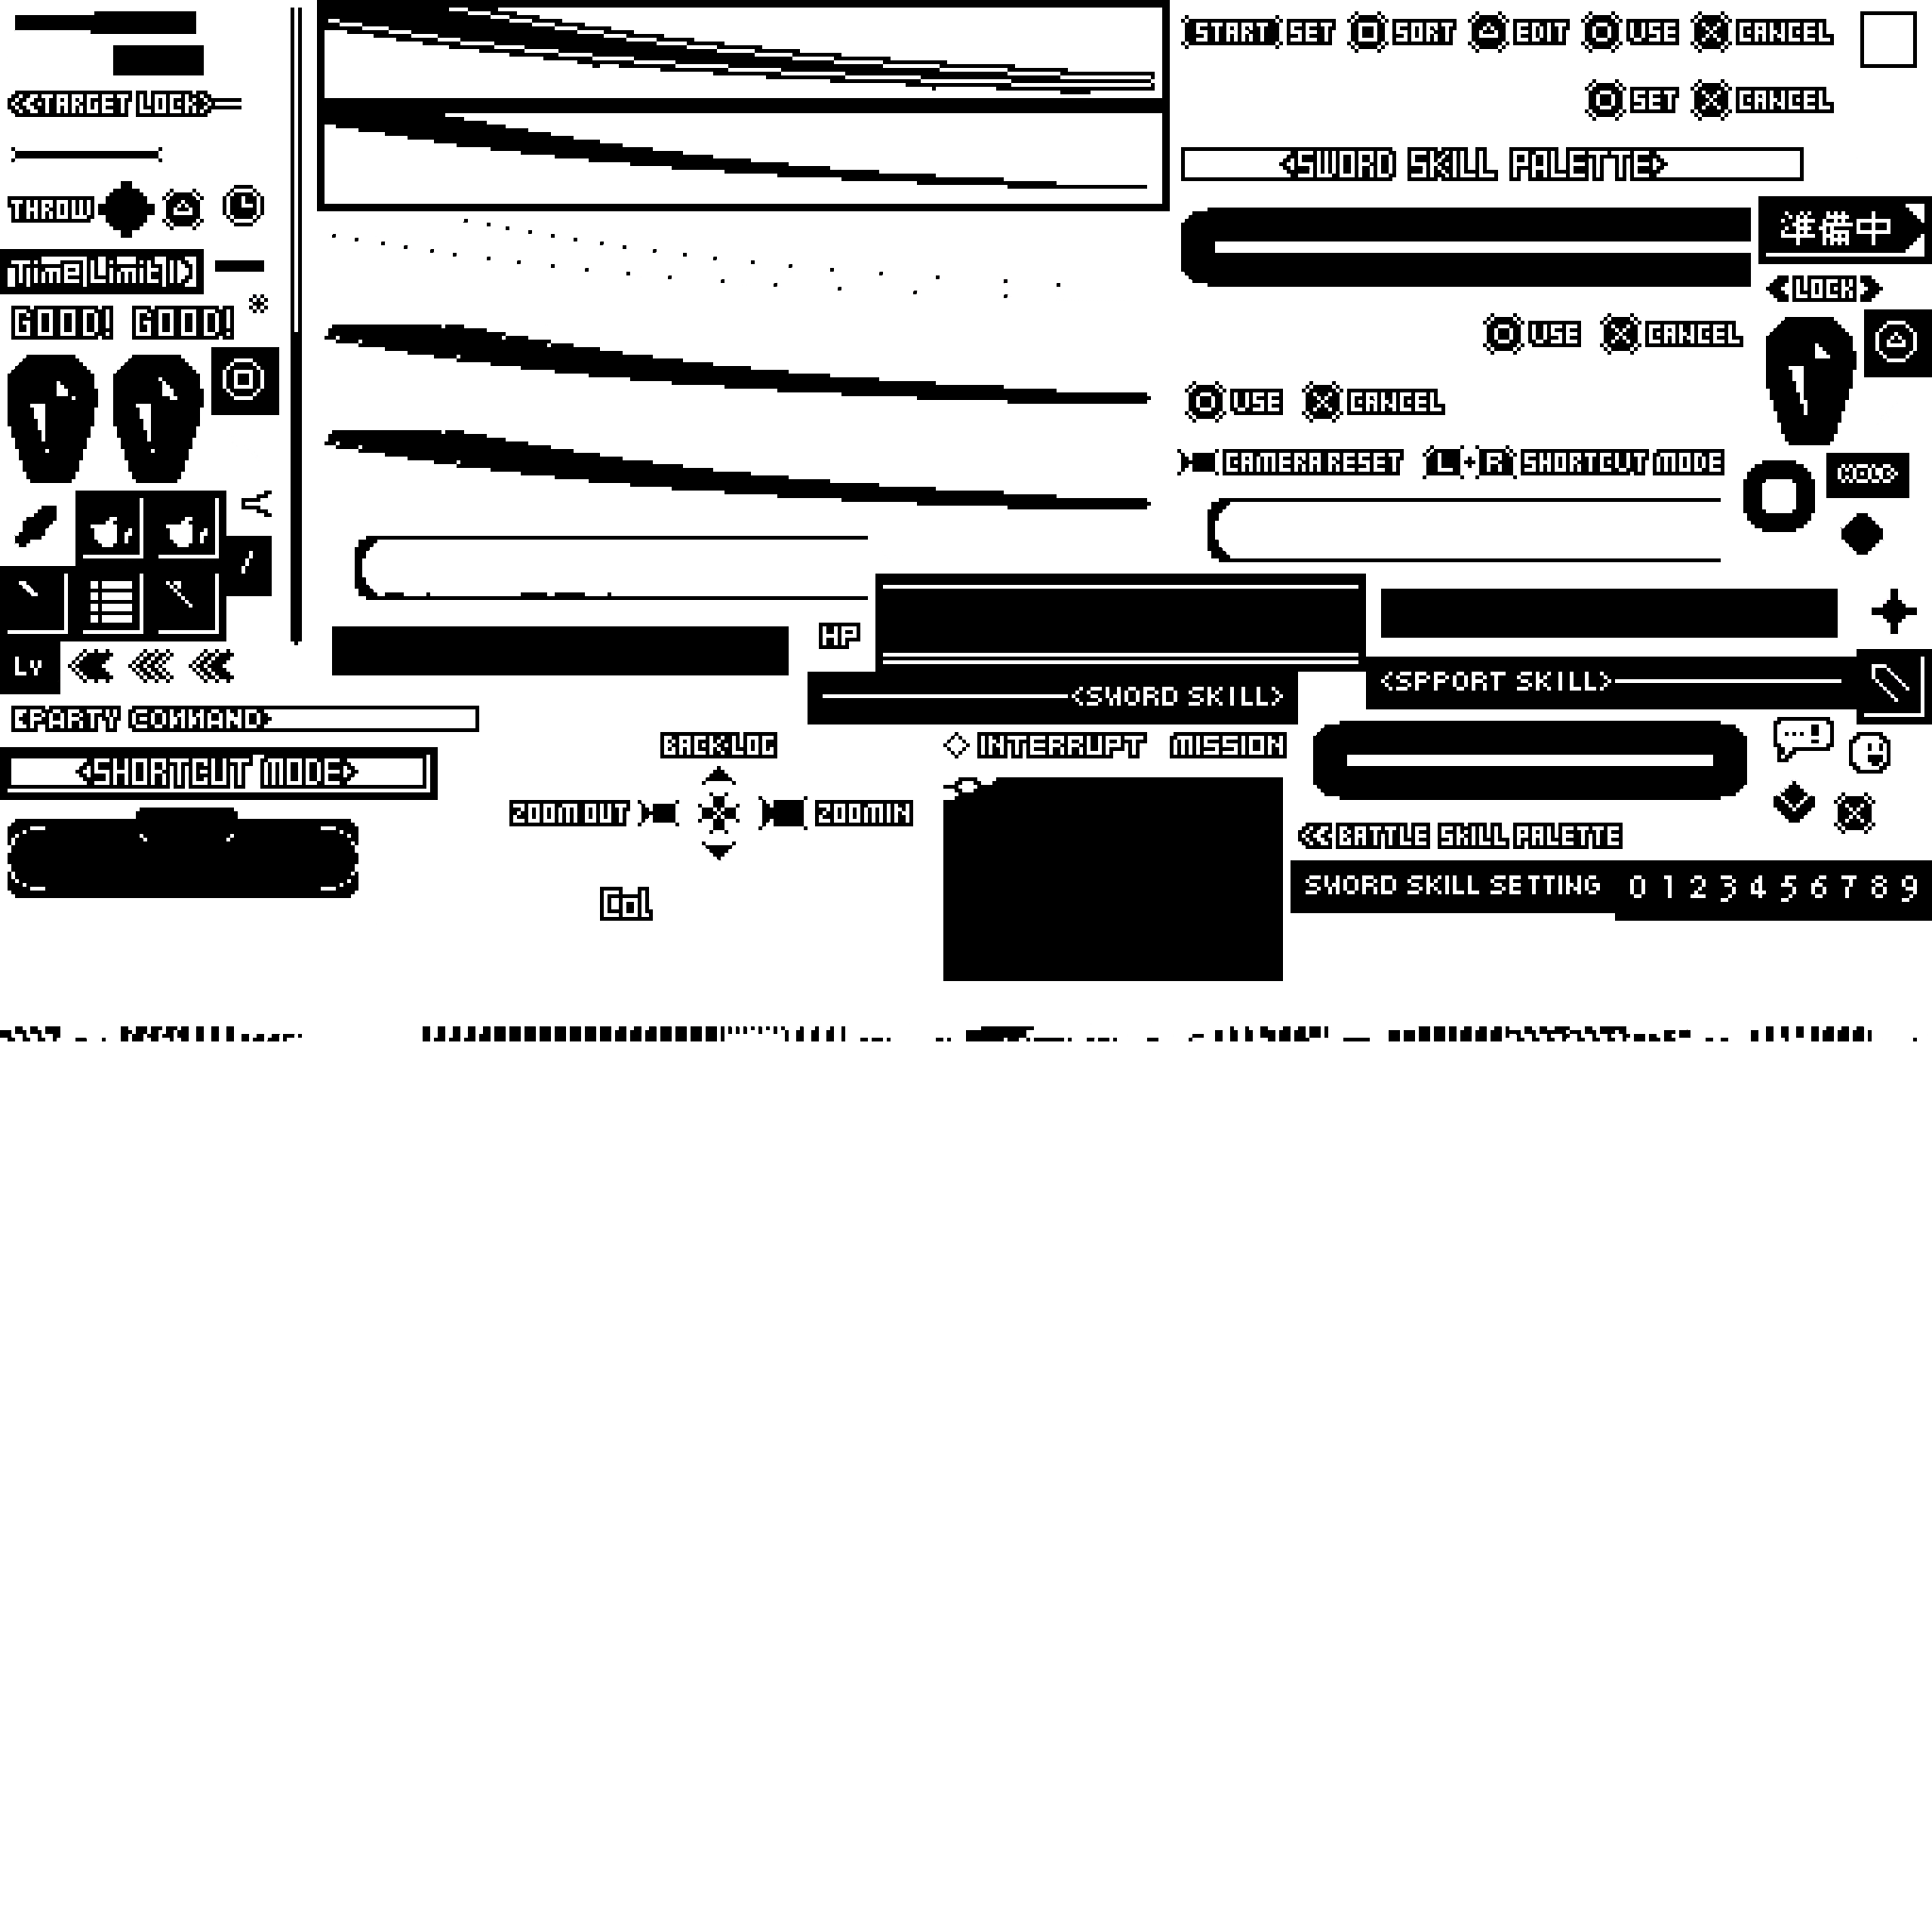 START SET SORT EDIT USE CANCEL
SET CANCEL
<<TARGET LOCK>>
<SWORD SKILL PALETTE>
THROW
準備中
Time Limit
<LOCK>
GOOD! GOOD!
USE CANCEL
USE CANCEL
CAMERA RESET L+R SHORTCUT MODE
<HOLD>
HP
Lv
<SWORD SKILL>
<SPPORT SKILL>
<PARTY COMMAND>
BACK LOG
◇INTERRUPT MISSION
...!
<SHORTCUT MODE>
ZOOM OUT ZOOM IN
<<BATTLE SKILL PALETTE
SWORD SKILL SETTING 0 1 2 3 4 5 6 7 8 9
Col